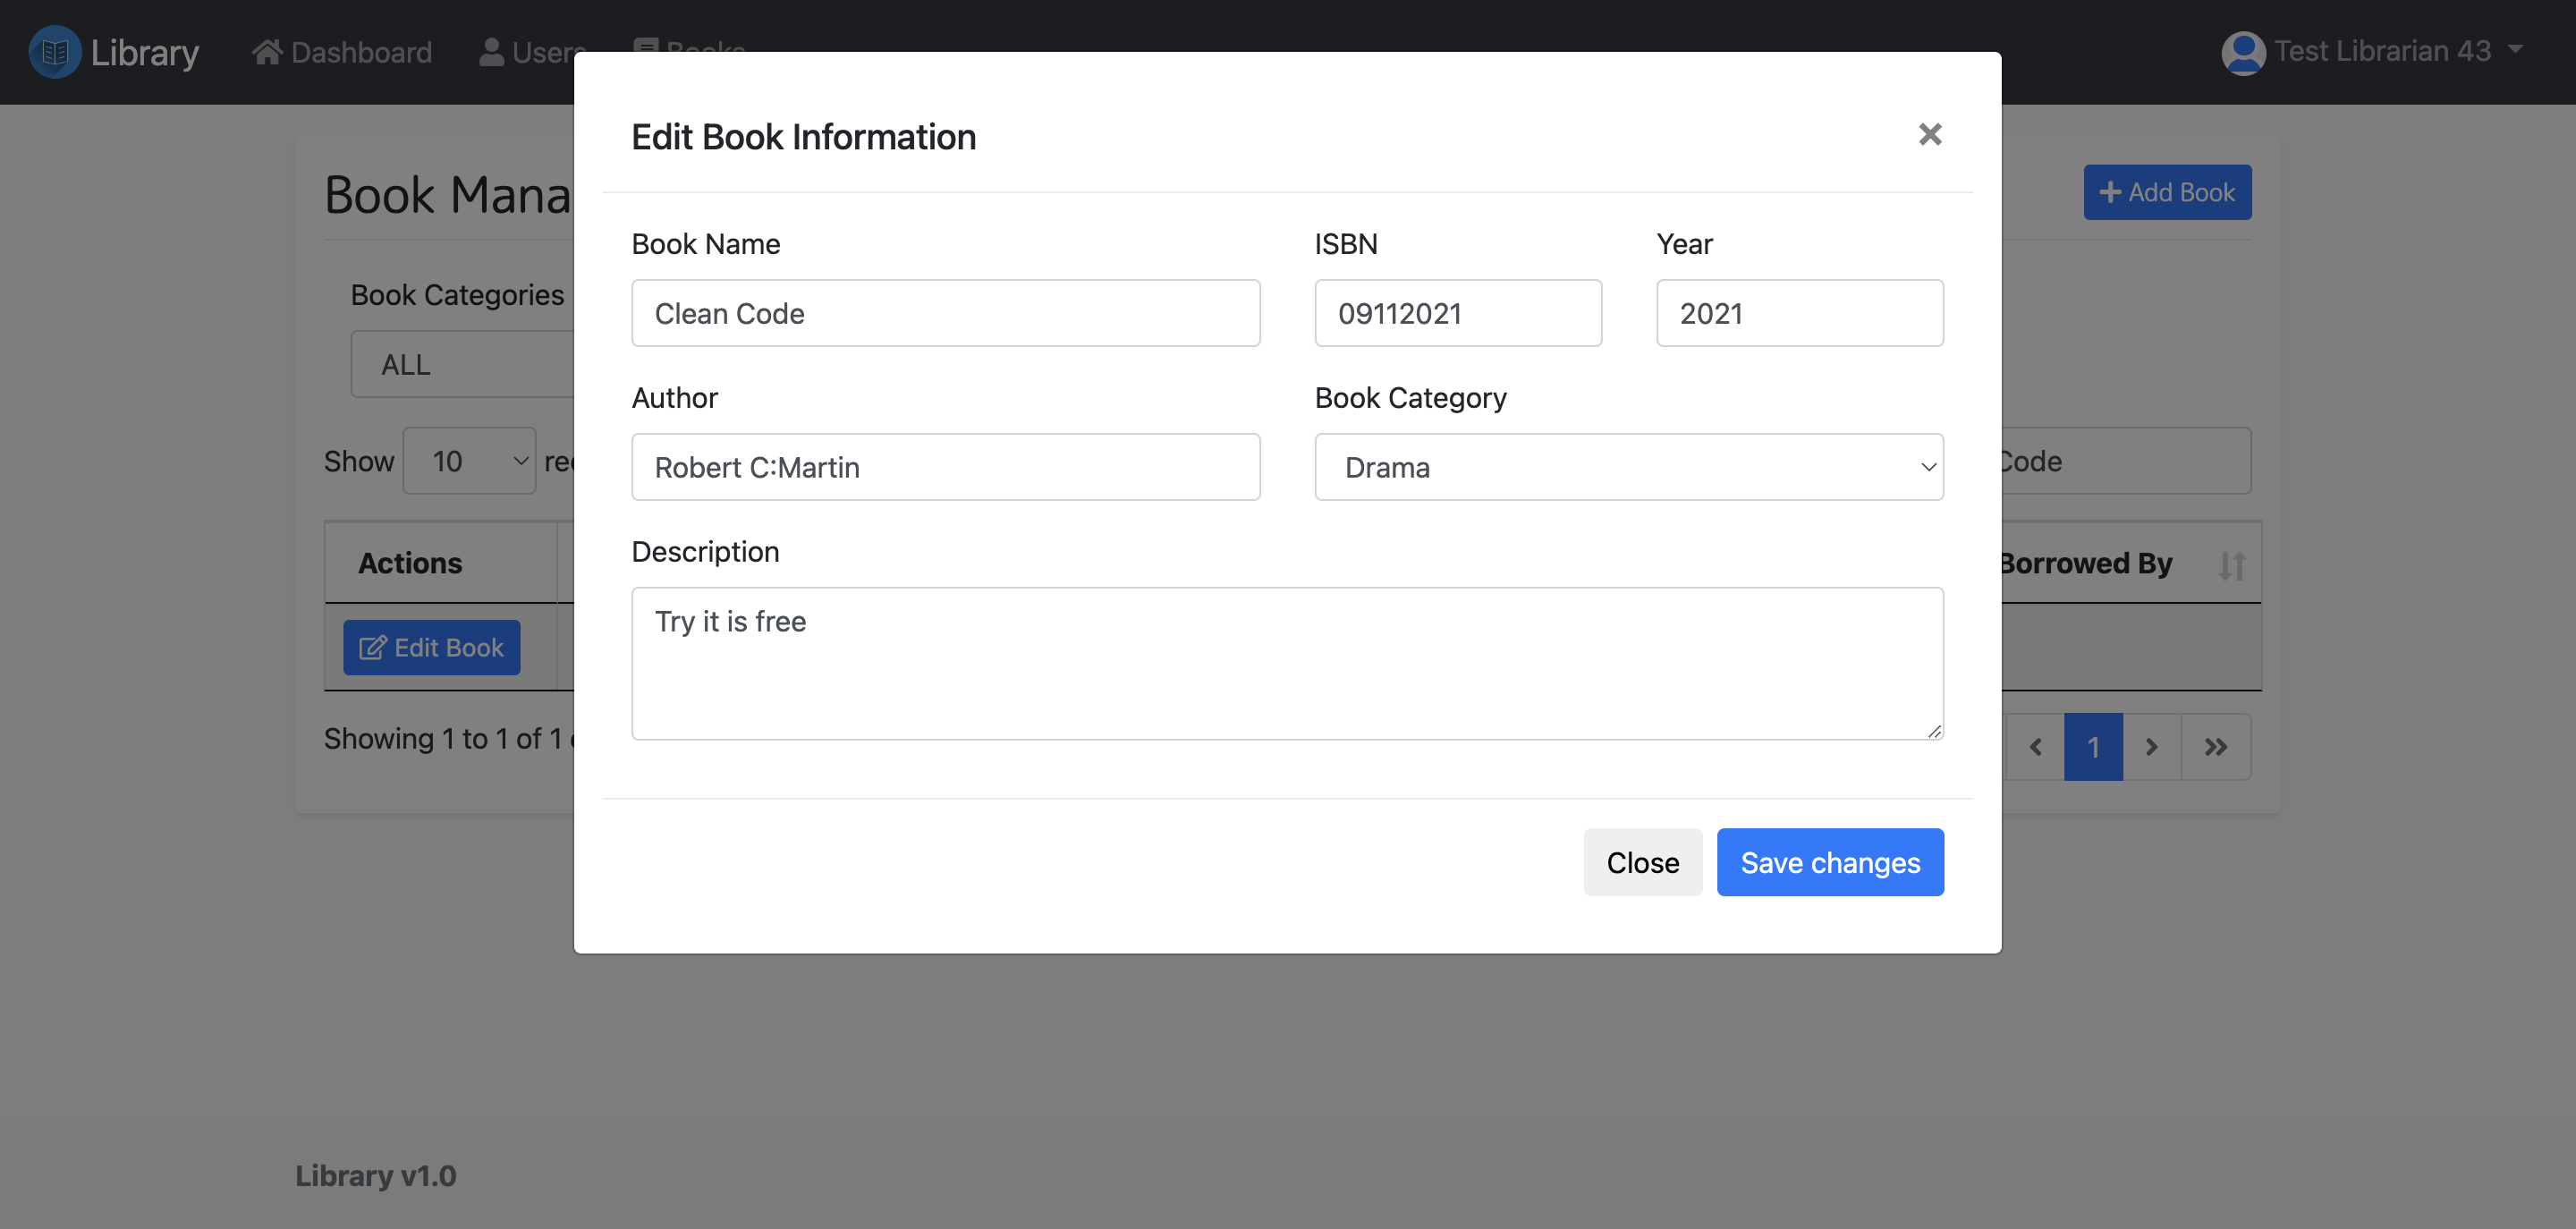 Library Dashboard Users Books Test Librarian 43
Edit Book Information
Book Mana
Add Book
Book Name ISBN Year
Book Categories
Clean Code 09112021 2021
ALL
Author Book Category
Show 10 rec
Robert C:Martin Drama
Code
Description
Actions Borrowed By
Try it is free
Edit Book
Showing 1 to 1 of 1 e
1
Close Save changes
Library v1.0